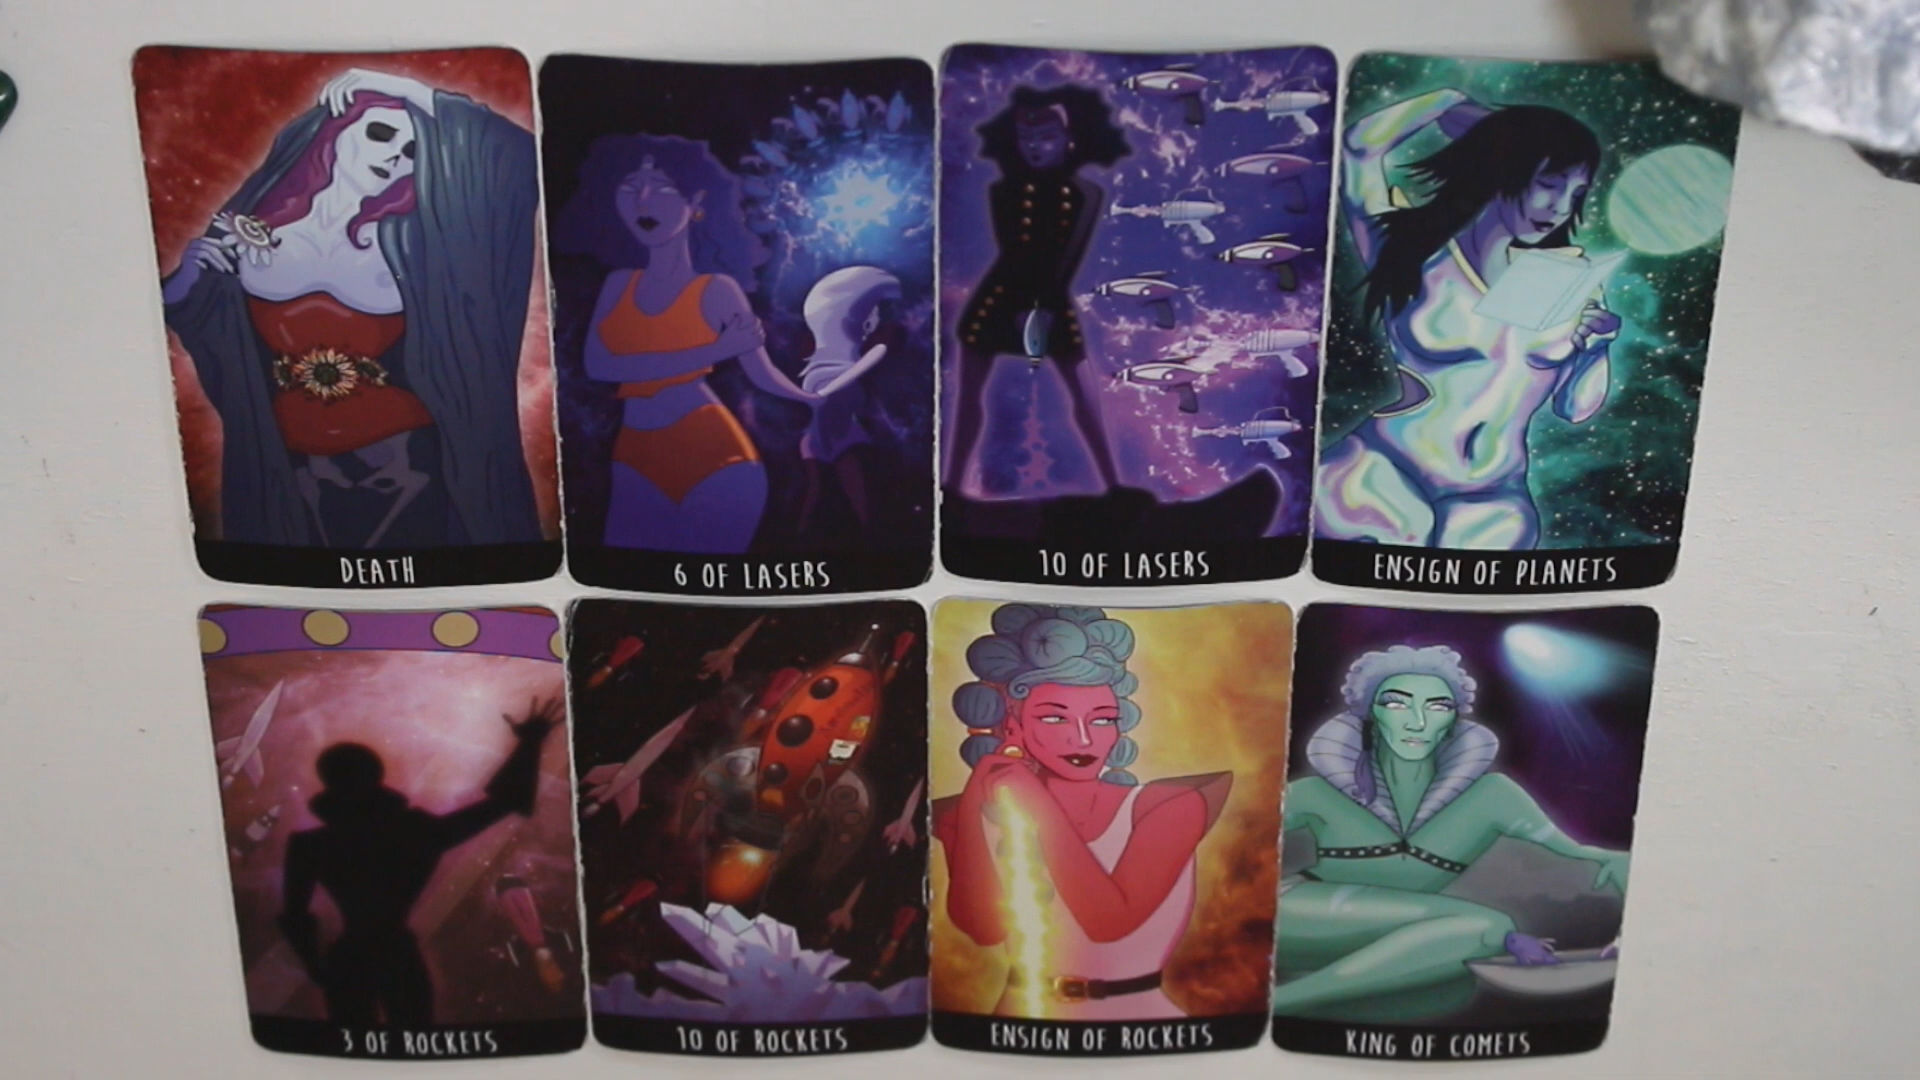 DEATH
6 OF LASERS
10 OF LASERS
ENSIGN OF PLANETS
3 OF ROCKETS
10 OF ROCKETS
ENSIGN OF ROCKETS
KING OF COMETS